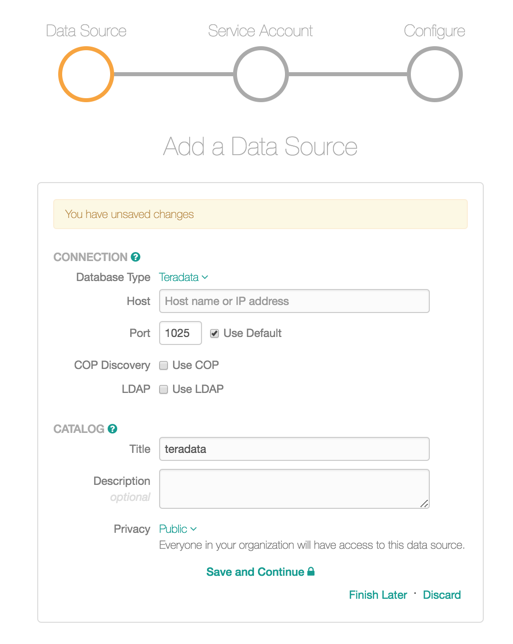 Data Source Service Account Configure
Add a Data Source
You have unsaved changes
CONNECTION ?
Database Type Teradata
Host Host name or IP address
Port 1025 Use Default
COP Discovery Use COP
LDAP Use LDAP
CATALOG ?
Title teradata
Description
optional
Privacy Public
Everyone in your organization will have access to this data source.
Save and Continue
Finish Later · Discard